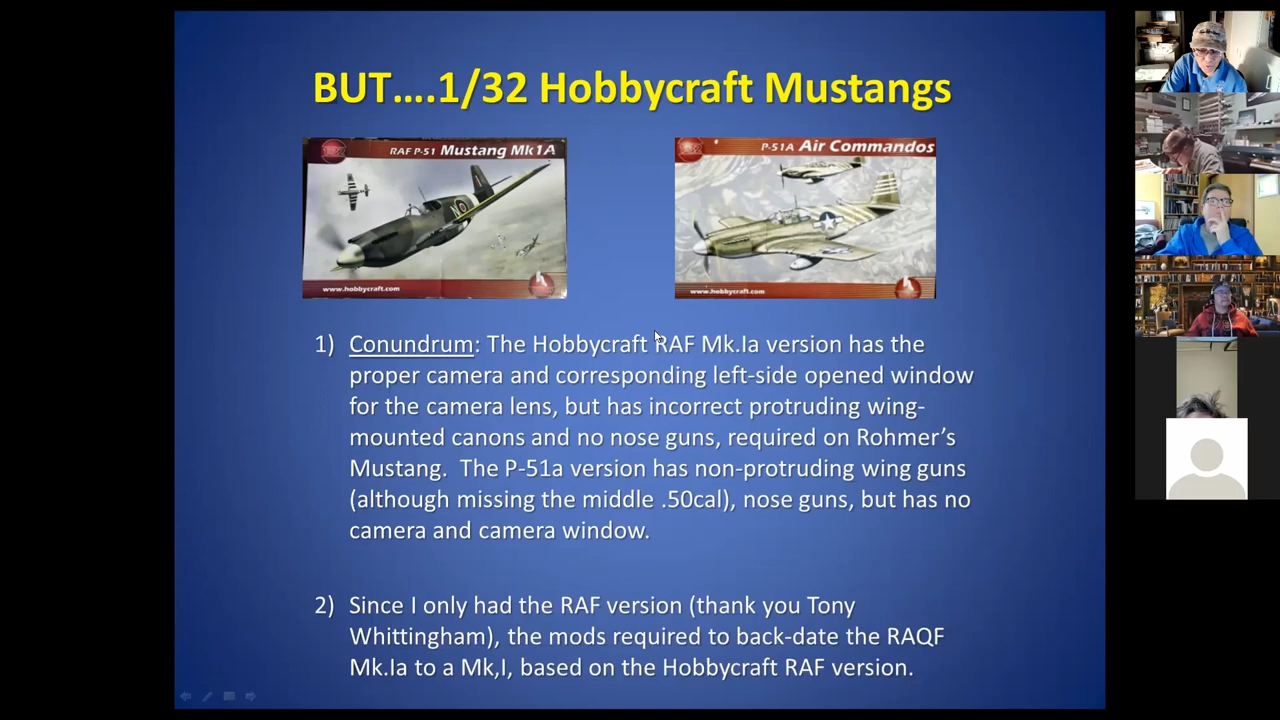 BUT....1/32 Hobbycraft Mustangs
RAF P-51 Mustang Mk1A
www.hobbycraft.com
P-51A Air Commandos
www.hobbycraft.com
1) Conundrum: The Hobbycraft RAF Mk.Ia version has the
proper camera and corresponding left-side opened window
for the camera lens, but has incorrect protruding wing-
mounted canons and no nose guns, required on Rohmer’s
Mustang. The P-51a version has non-protruding wing guns
(although missing the middle .50cal), nose guns, but has no
camera and camera window.
2) Since I only had the RAF version (thank you Tony
Whittingham), the mods required to back-date the RAQF
Mk.Ia to a Mk,I, based on the Hobbycraft RAF version.